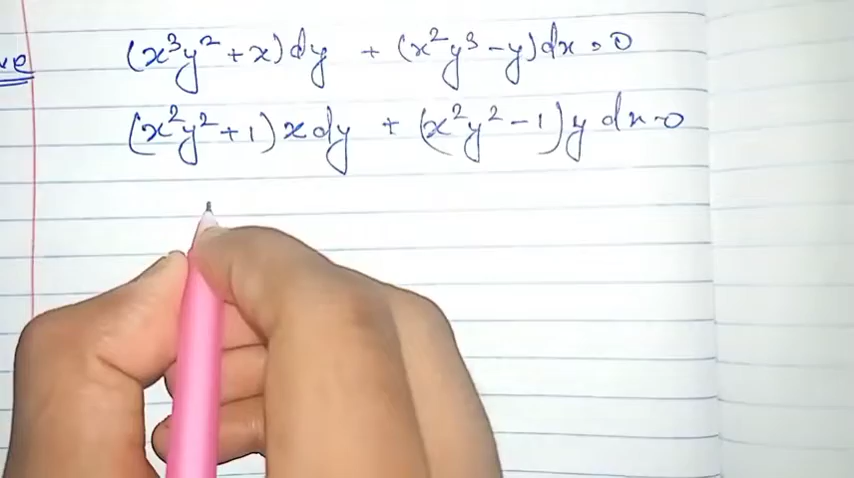 (x³y² + x) dy + (x²y³ - y) dx = 0
(x²y² + 1) x dy + (x²y² - 1) y dx = 0